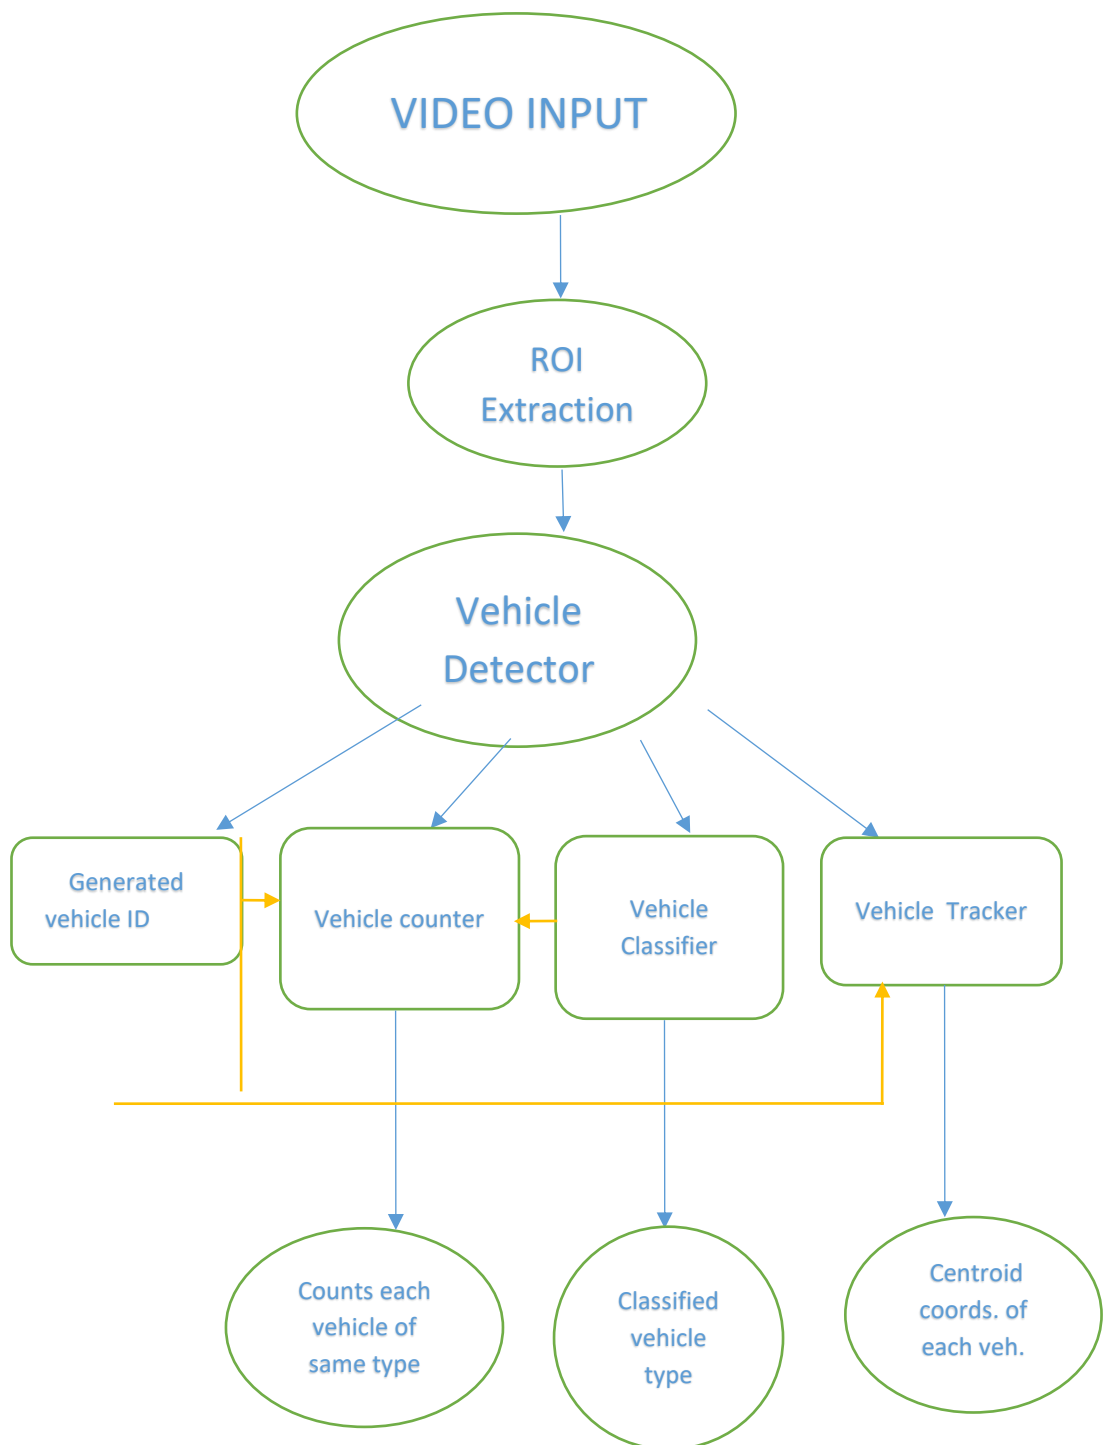 VIDEO INPUT
ROI
Extraction
Vehicle
Detector
Generated
vehicle ID
Vehicle counter
Vehicle
Classifier
Vehicle  Tracker
Counts each
vehicle of
same type
Classified
vehicle
type
Centroid
coords. of
each veh.